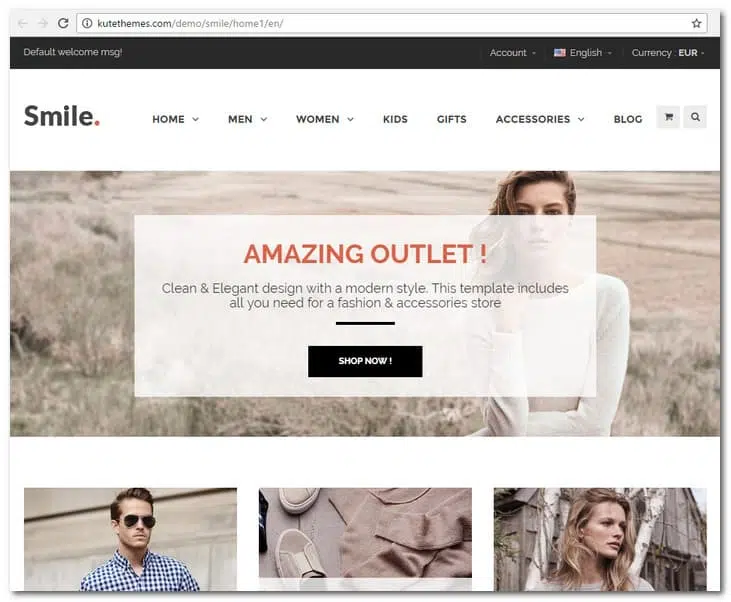 kutethemes.com/demo/smile/home1/en/
Default welcome msg!
Account
English
Currency : EUR
Smile.
HOME
MEN
WOMEN
KIDS
GIFTS
ACCESSORIES
BLOG
AMAZING OUTLET !
Clean & Elegant design with a modern style. This template includes
all you need for a fashion & accessories store
SHOP NOW !